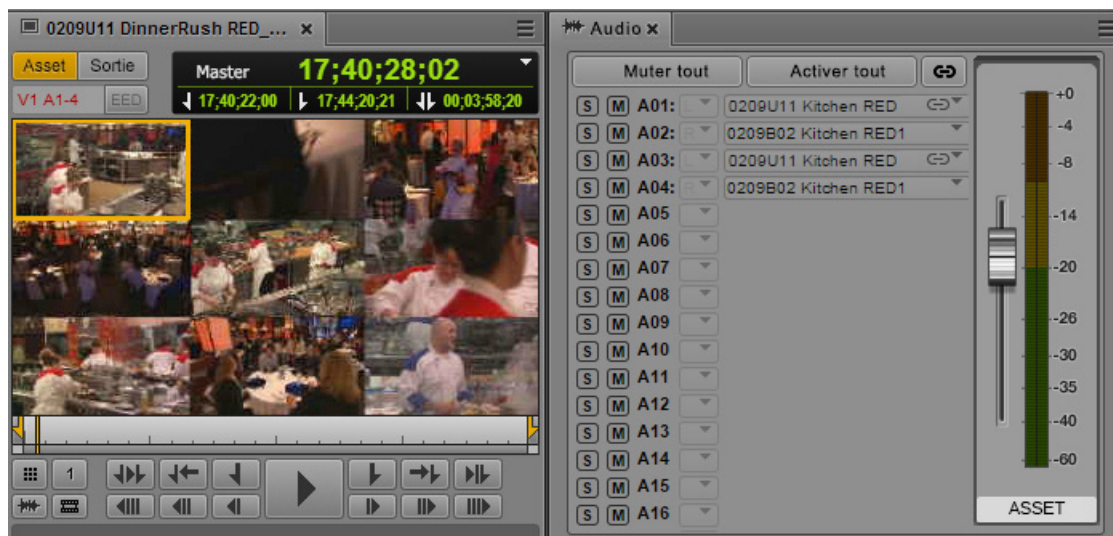 0209U11 DinnerRush RED_...
Asset Sortie
Master 17;40;28;02
V1 A1-4 EED
17;40;22;00 17;44;20;21 00;03;58;20
1
Audio
Muter tout Activer tout
S M A01: L 0209U11 Kitchen RED
S M A02: R 0209B02 Kitchen RED1
S M A03: L 0209U11 Kitchen RED
S M A04: R 0209B02 Kitchen RED1
S M A05
S M A06
S M A07
S M A08
S M A09
S M A10
S M A11
S M A12
S M A13
S M A14
S M A15
S M A16
+0
-4
-8
-14
-20
-26
-30
-35
-40
-60
ASSET